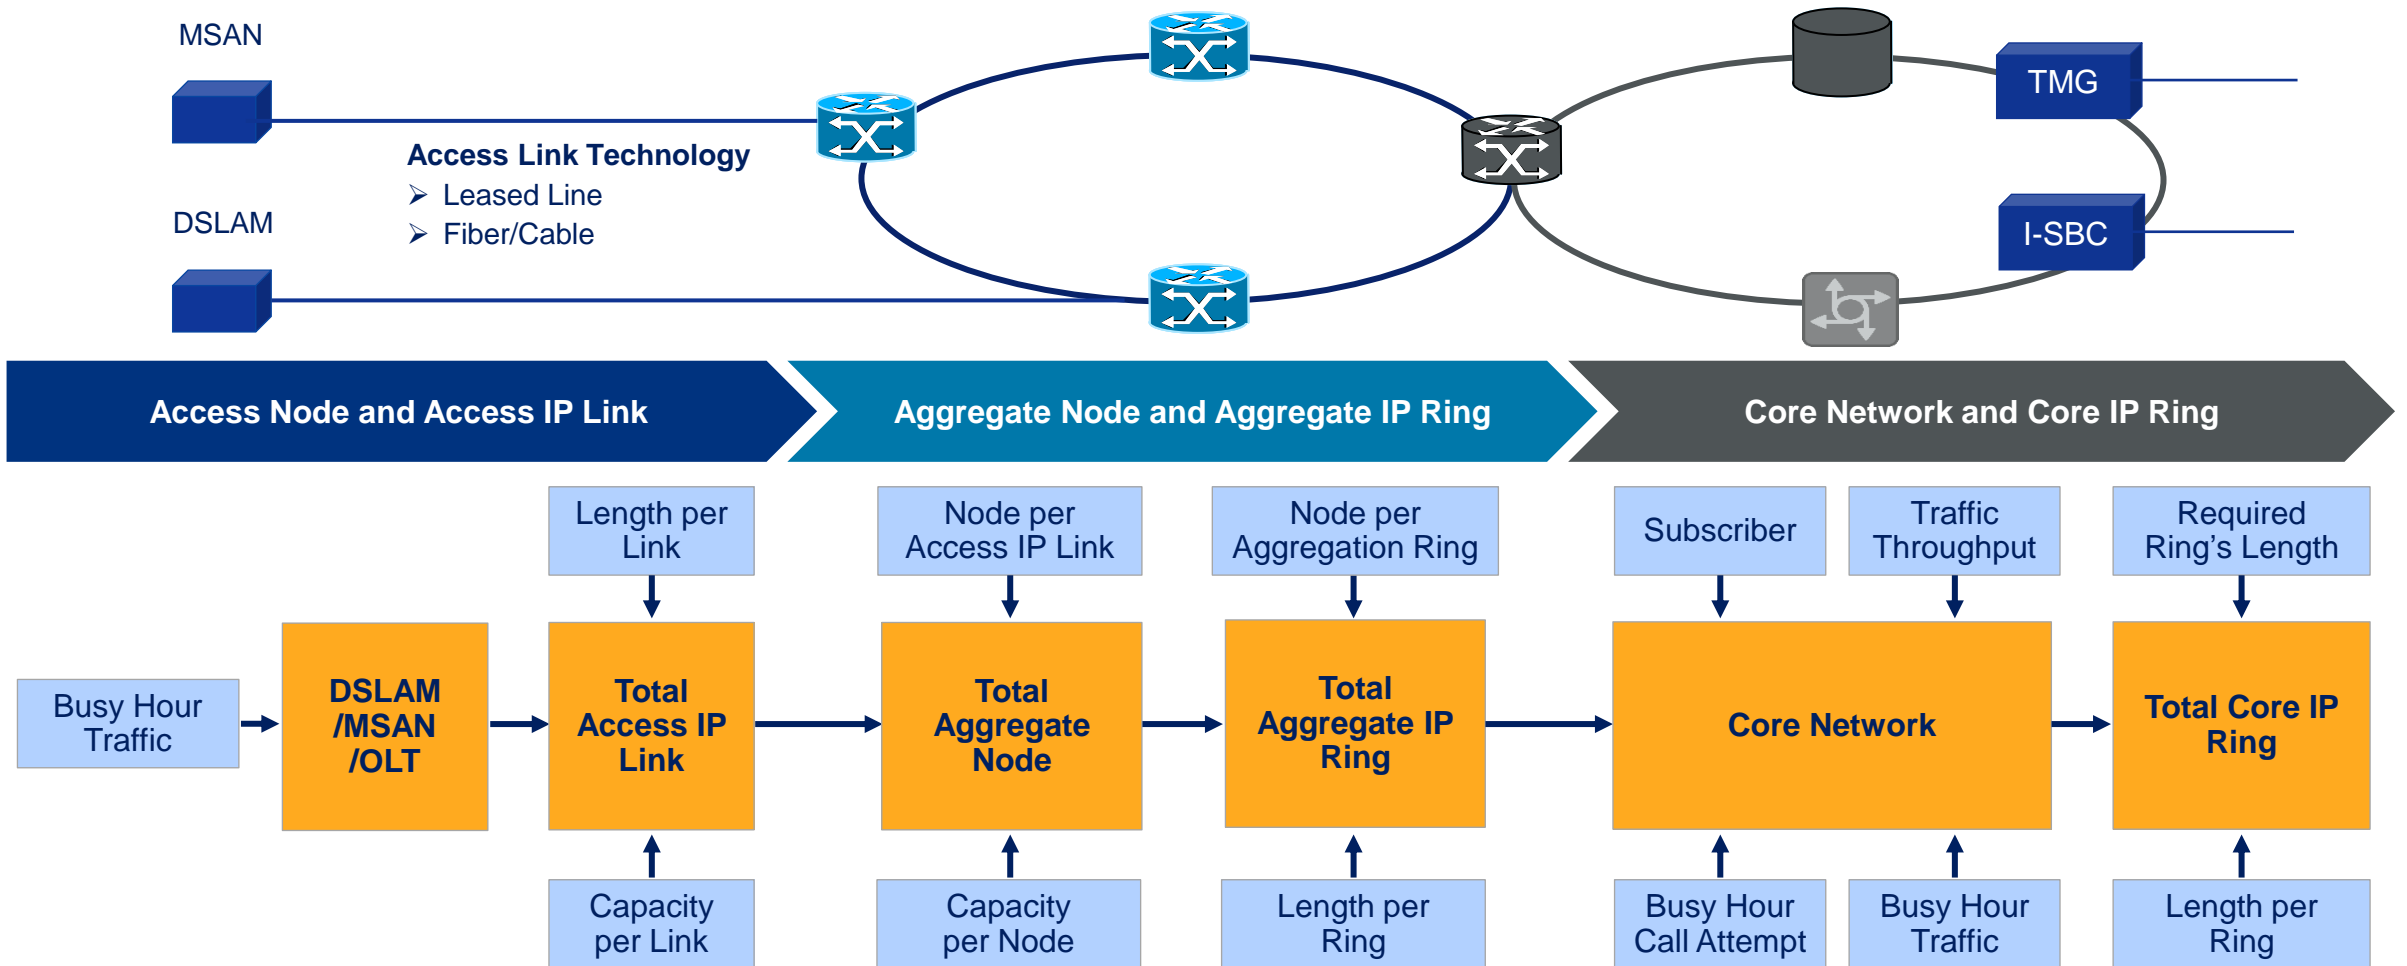 MSAN
TMG
Access Link Technology
➢ Leased Line
➢ Fiber/Cable
DSLAM
I-SBC
Access Node and Access IP Link
Aggregate Node and Aggregate IP Ring
Core Network and Core IP Ring
Length per
Link
Node per
Access IP Link
Node per
Aggregation Ring
Subscriber
Traffic
Throughput
Required
Ring's Length
Busy Hour
Traffic
DSLAM
/MSAN
/OLT
Total
Access IP
Link
Total
Aggregate
Node
Total
Aggregate IP
Ring
Core Network
Total Core IP
Ring
Capacity
per Link
Capacity
per Node
Length per
Ring
Busy Hour
Call Attempt
Busy Hour
Traffic
Length per
Ring